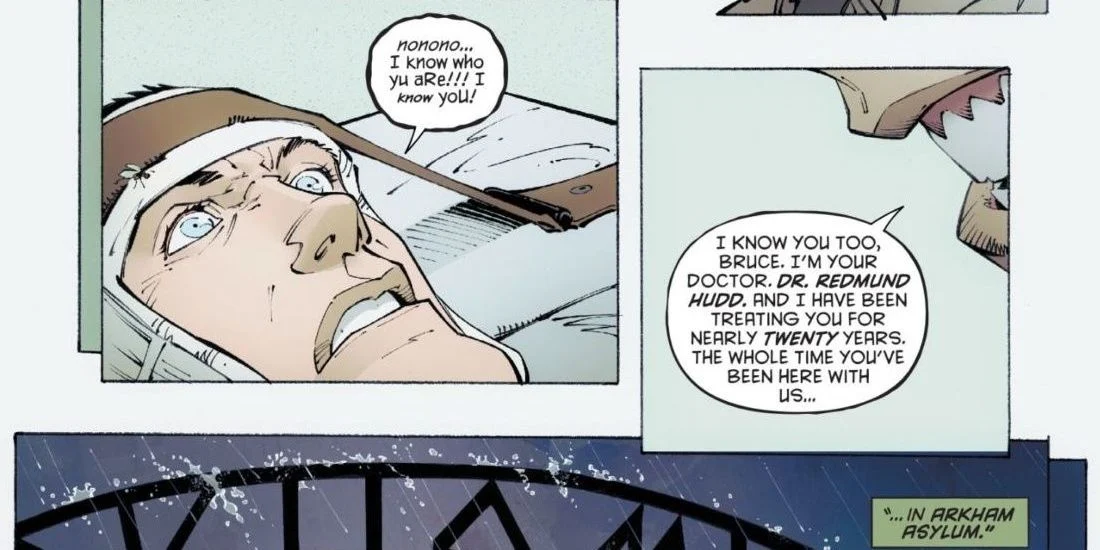 nonono...
I know who
yu aRe!!! I
know yoU!
I KNOW YOU TOO,
BRUCE. I'M YOUR
DOCTOR. DR. REDMUND
HUDD. AND I HAVE BEEN
TREATING YOU FOR
NEARLY TWENTY YEARS.
THE WHOLE TIME YOU'VE
BEEN HERE WITH
US...
"...IN ARKHAM
ASYLUM."